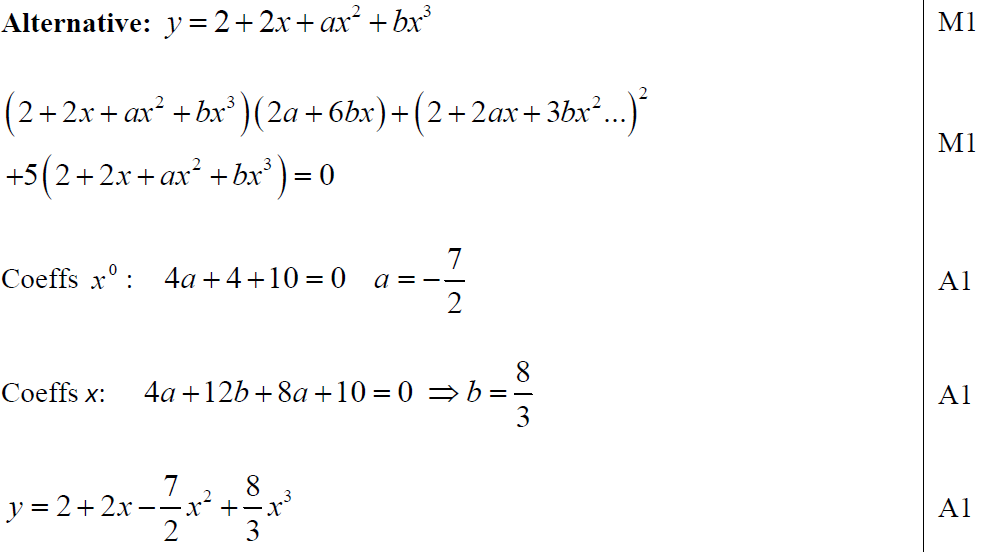 Alternative: y = 2 + 2x + ax² + bx³ M1
(2 + 2x + ax² + bx³)(2a + 6bx) + (2 + 2ax + 3bx²...)²
M1
+5(2 + 2x + ax² + bx³) = 0
Coeffs x⁰ : 4a + 4 + 10 = 0 a = −7/2 A1
Coeffs x: 4a + 12b + 8a + 10 = 0 ⇒ b = 8/3 A1
y = 2 + 2x − 7/2 x² + 8/3 x³ A1